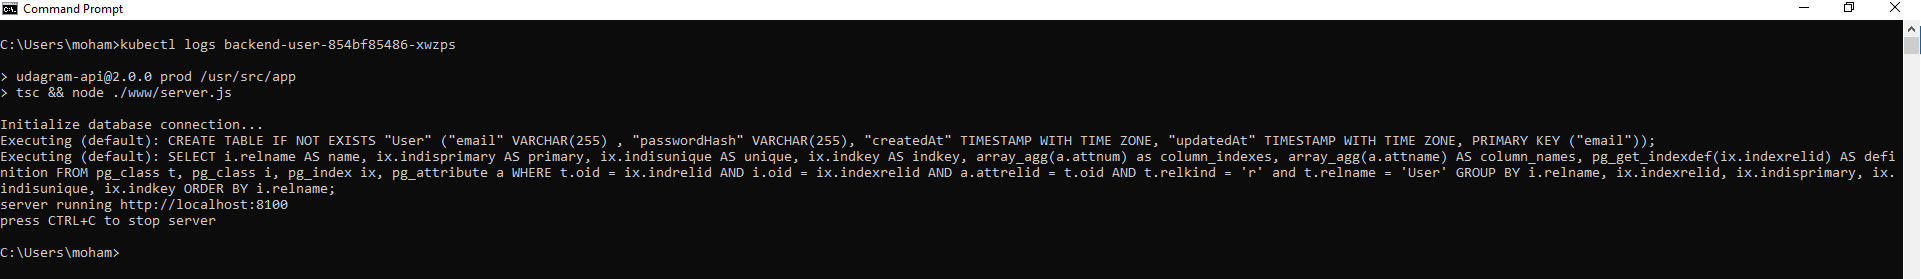 Command Prompt
C:\Users\moham>kubectl logs backend-user-854bf85486-xwzps
> udagram-api@2.0.0 prod /usr/src/app
> tsc && node ./www/server.js
Initialize database connection...
Executing (default): CREATE TABLE IF NOT EXISTS "User" ("email" VARCHAR(255) , "passwordHash" VARCHAR(255), "createdAt" TIMESTAMP WITH TIME ZONE, "updatedAt" TIMESTAMP WITH TIME ZONE, PRIMARY KEY ("email"));
Executing (default): SELECT i.relname AS name, ix.indisprimary AS primary, ix.indisunique AS unique, ix.indkey AS indkey, array_agg(a.attnum) as column_indexes, array_agg(a.attname) AS column_names, pg_get_indexdef(ix.indexrelid) AS defi
nition FROM pg_class t, pg_class i, pg_index ix, pg_attribute a WHERE t.oid = ix.indrelid AND i.oid = ix.indexrelid AND a.attrelid = t.oid AND t.relkind = 'r' and t.relname = 'User' GROUP BY i.relname, ix.indexrelid, ix.indisprimary, ix.
indisunique, ix.indkey ORDER BY i.relname;
server running http://localhost:8100
press CTRL+C to stop server
C:\Users\moham>